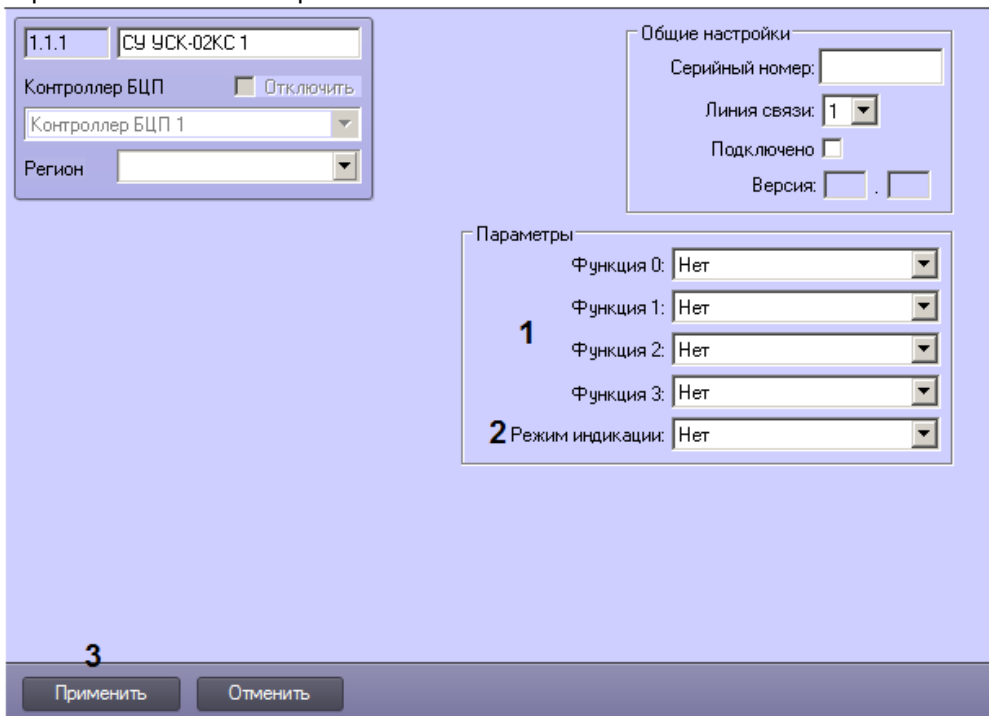 1.1.1 СУ УСК-02КС 1
Контроллер БЦП Отключить
Контроллер БЦП 1
Регион
Общие настройки
Серийный номер:
Линия связи: 1
Подключено
Версия: .
Параметры
Функция 0: Нет
Функция 1: Нет
1
Функция 2: Нет
Функция 3: Нет
2 Режим индикации: Нет
3
Применить Отменить